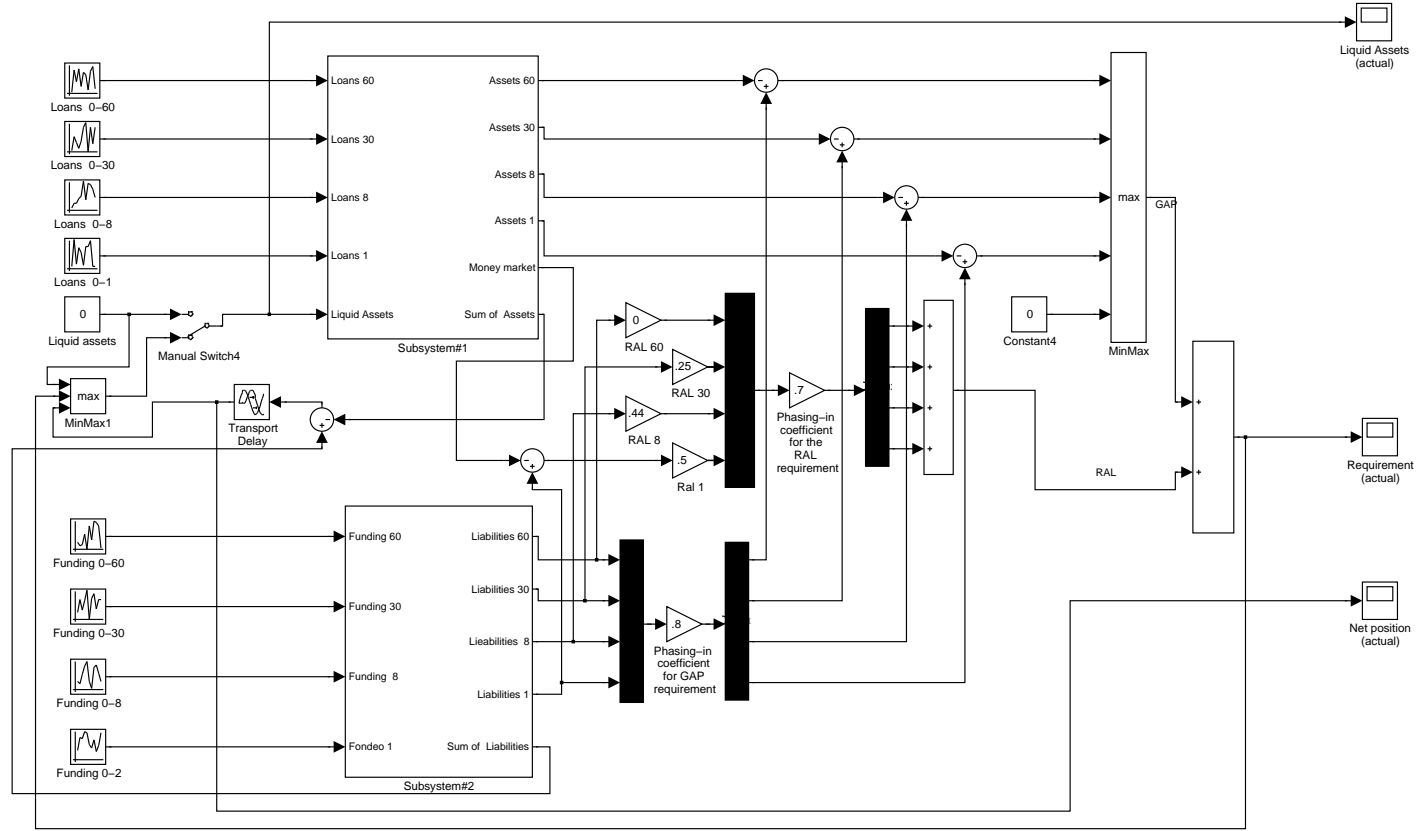 Liquid Assets
(actual)
Loans 0–60
Loans 0–30
Loans 0–8
Loans 0–1
0
Liquid assets
Manual Switch4
max
MinMax1
Transport
Delay
Loans 60
Loans 30
Loans 8
Loans 1
Liquid Assets
Assets 60
Assets 30
Assets 8
Assets 1
Money market
Sum of Assets
Subsystem#1
−
+
−
+
−
+
−
+
−
+
−
+
0
RAL 60
.25
RAL 30
.44
RAL 8
.5
Ral 1
.7
Phasing–in
coefficient
for the
RAL
requirement
+
+
+
+
0
Constant4
max
MinMax
GAP
RAL
+
+
Requirement
(actual)
Funding 0–60
Funding 0–30
Funding 0–8
Funding 0–2
Funding 60
Funding 30
Funding 8
Fondeo 1
Liabilities 60
Liabilities 30
Lieabilities 8
Liabilities 1
Sum of Liabilities
Subsystem#2
.8
Phasing–in
coefficient
for GAP
requirement
Net position
(actual)